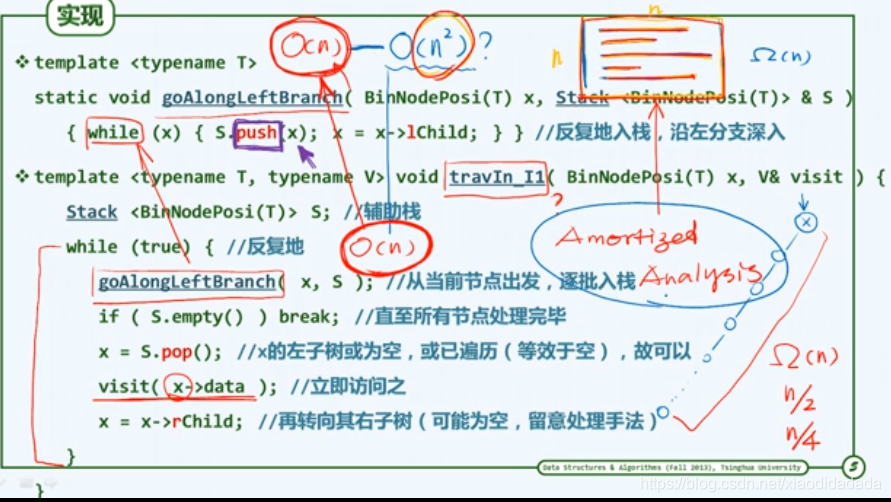 实现
O(n) — O(n²)?
n
n
Ω(n)
❖ template <typename T>
static void goAlongLeftBranch( BinNodePosi(T) x, Stack <BinNodePosi(T)> & S )
{ while (x) { S.push(x); x = x->lChild; } } //反复地入栈，沿左分支深入
❖ template <typename T, typename V> void travIn_I1( BinNodePosi(T) x, V& visit ) {
Stack <BinNodePosi(T)> S; //辅助栈
?
x
while (true) { //反复地
O(n)
Amortized
Analysis
goAlongLeftBranch( x, S ); //从当前节点出发，逐批入栈
if ( S.empty() ) break; //直至所有节点处理完毕
x = S.pop(); //x的左子树或为空，或已遍历（等效于空），故可以
visit( x->data ); //立即访问之
x = x->rChild; //再转向其右子树（可能为空，留意处理手法）
Ω(n)
n/2
n/4
}
}
Data Structures & Algorithms (Fall 2013), Tsinghua University
5
https://blog.csdn.net/xiaodidadada